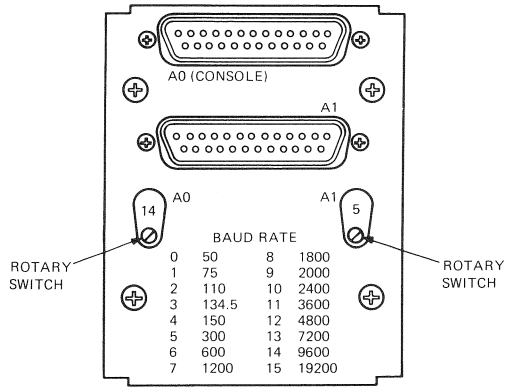 A0 (CONSOLE)
A1
A0
14
A1
5
ROTARY
SWITCH
ROTARY
SWITCH
BAUD RATE
0 50 8 1800
1 75 9 2000
2 110 10 2400
3 134.5 11 3600
4 150 12 4800
5 300 13 7200
6 600 14 9600
7 1200 15 19200